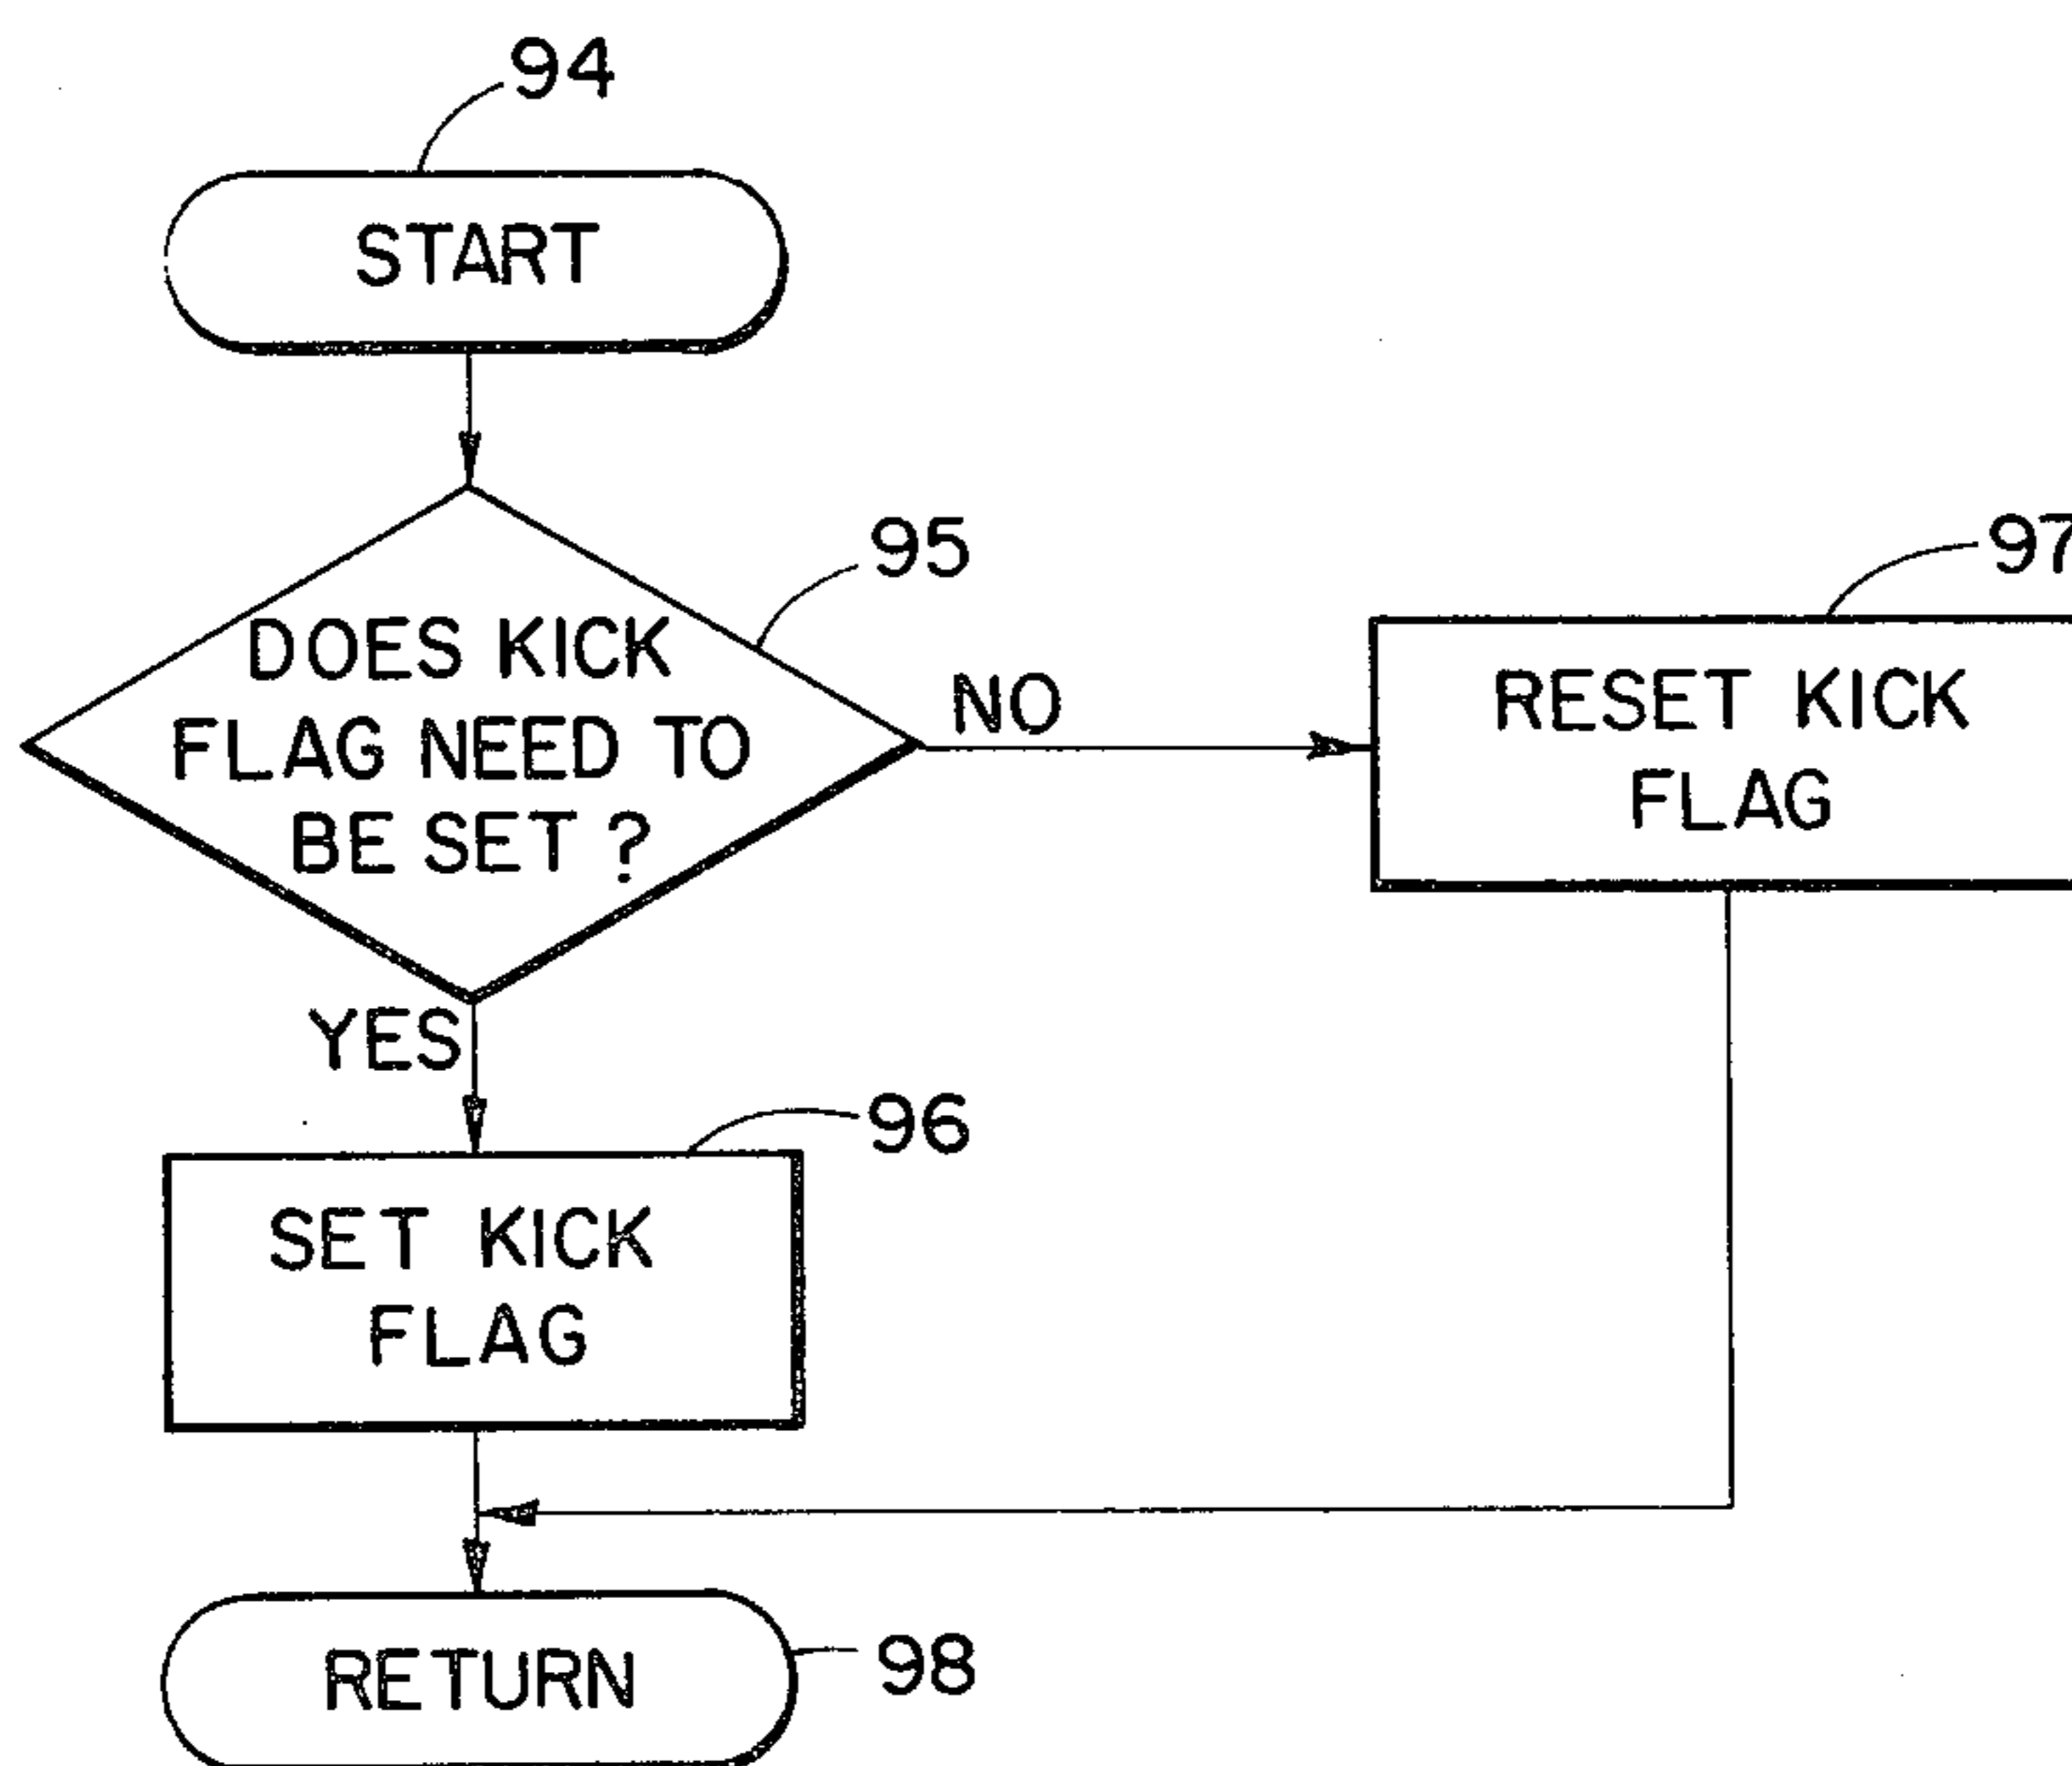 94
START
95
DOES KICK
FLAG NEED TO
BE SET ?
NO
97
RESET KICK
FLAG
YES
96
SET KICK
FLAG
RETURN
98